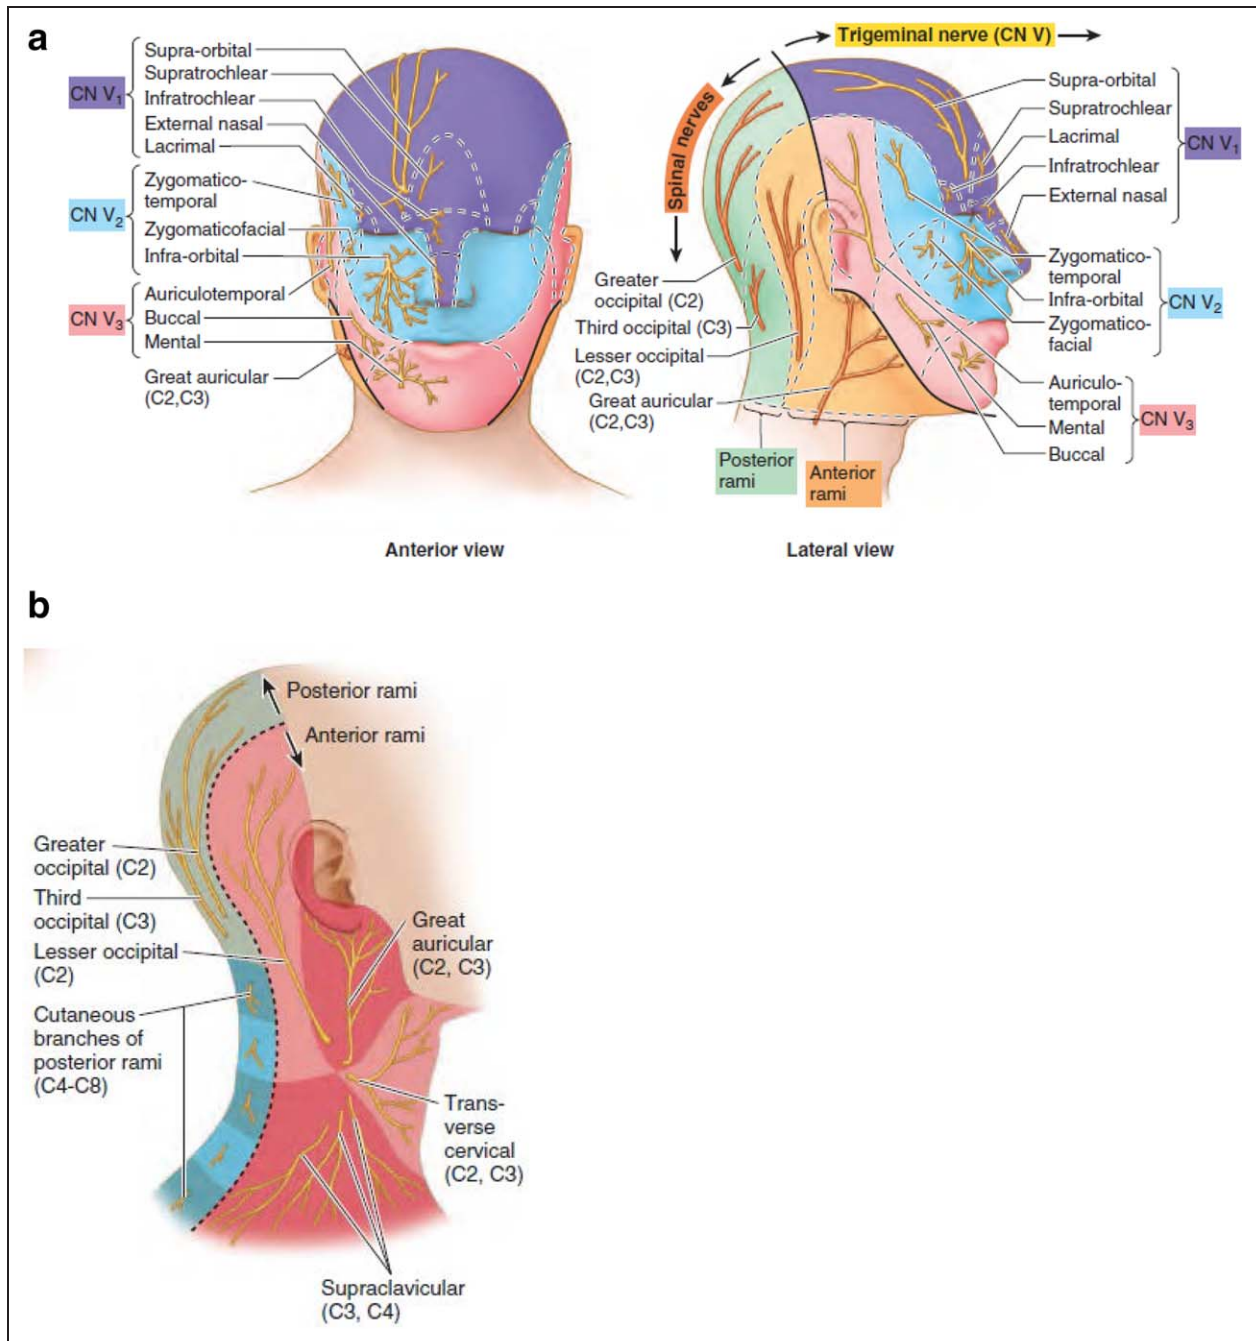 a
CN V1
Supra-orbital
Supratrochlear
Infratrochlear
External nasal
Lacrimal
CN V2
Zygomatico-
temporal
Zygomaticofacial
Infra-orbital
CN V3
Auriculotemporal
Buccal
Mental
Great auricular
(C2,C3)
Anterior view
Trigeminal nerve (CN V)
Spinal nerves
Supra-orbital
Supratrochlear
Lacrimal
Infratrochlear
External nasal
CN V1
Zygomatico-
temporal
Infra-orbital
Zygomatico-
facial
CN V2
Auriculo-
temporal
Mental
Buccal
CN V3
Greater
occipital (C2)
Third occipital (C3)
Lesser occipital
(C2,C3)
Great auricular
(C2,C3)
Posterior
rami
Anterior
rami
Lateral view
b
Posterior rami
Anterior rami
Greater
occipital (C2)
Third
occipital (C3)
Lesser occipital
(C2)
Cutaneous
branches of
posterior rami
(C4-C8)
Great
auricular
(C2, C3)
Trans-
verse
cervical
(C2, C3)
Supraclavicular
(C3, C4)